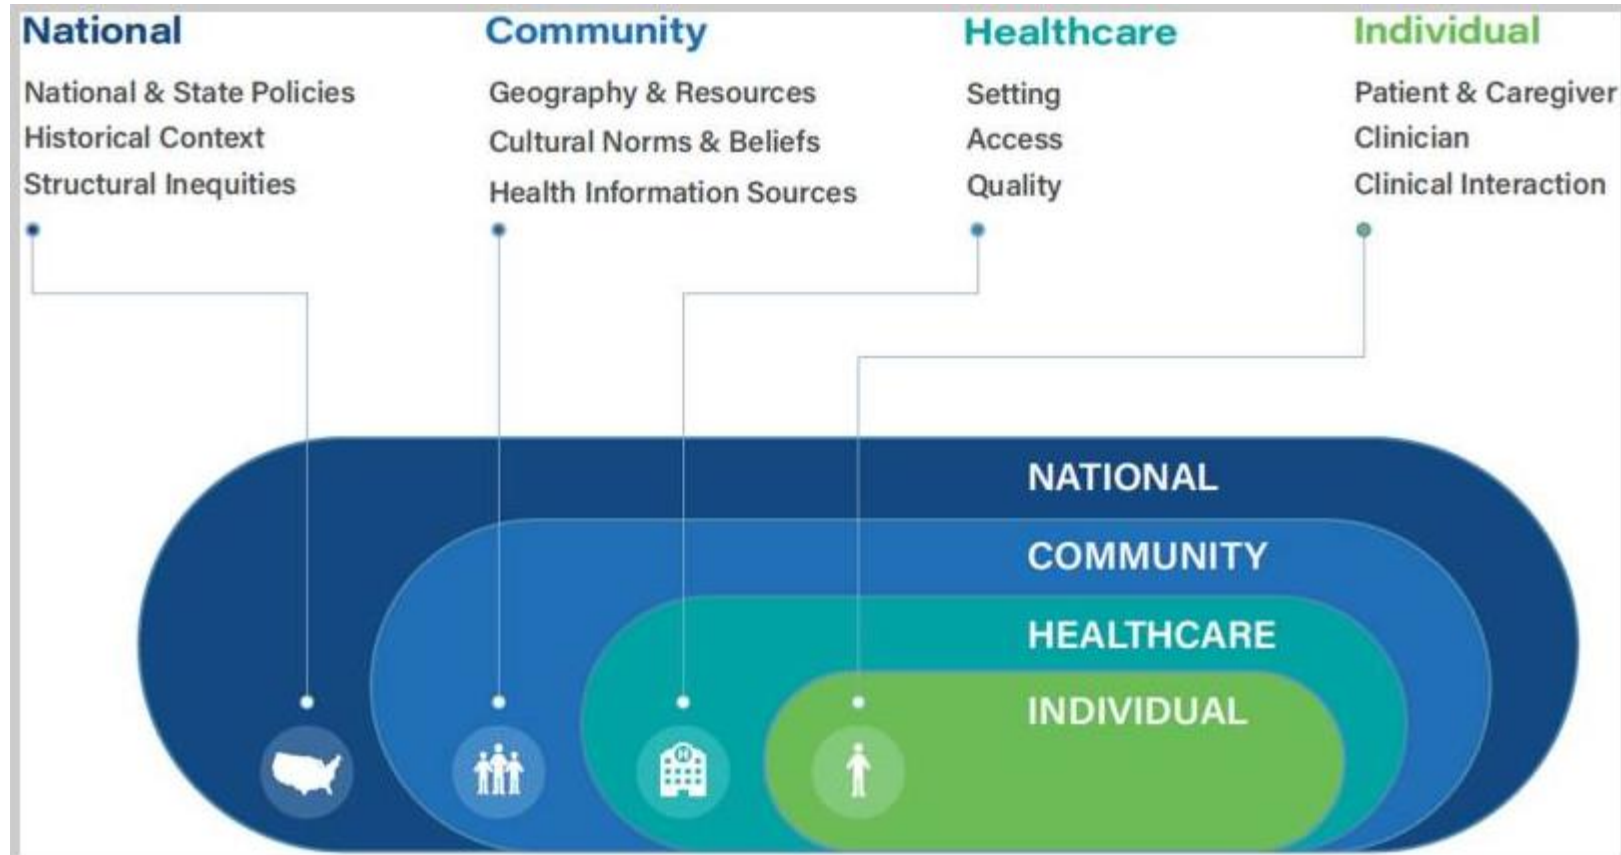 National
National & State Policies
Historical Context
Structural Inequities
Community
Geography & Resources
Cultural Norms & Beliefs
Health Information Sources
Healthcare
Setting
Access
Quality
Individual
Patient & Caregiver
Clinician
Clinical Interaction
NATIONAL
COMMUNITY
HEALTHCARE
INDIVIDUAL
H